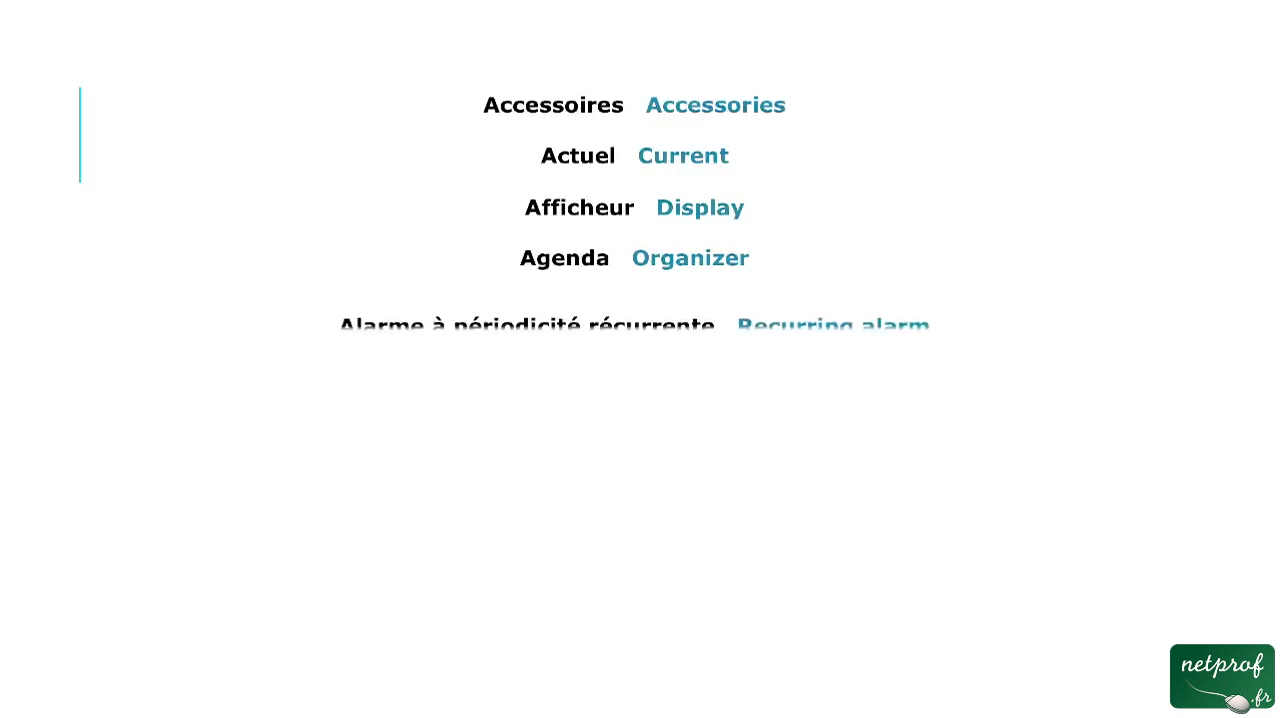 Accessoires Accessories
Actuel Current
Afficheur Display
Agenda Organizer
Alarme à périodicité récurrente Recurring alarm
netprof
.fr